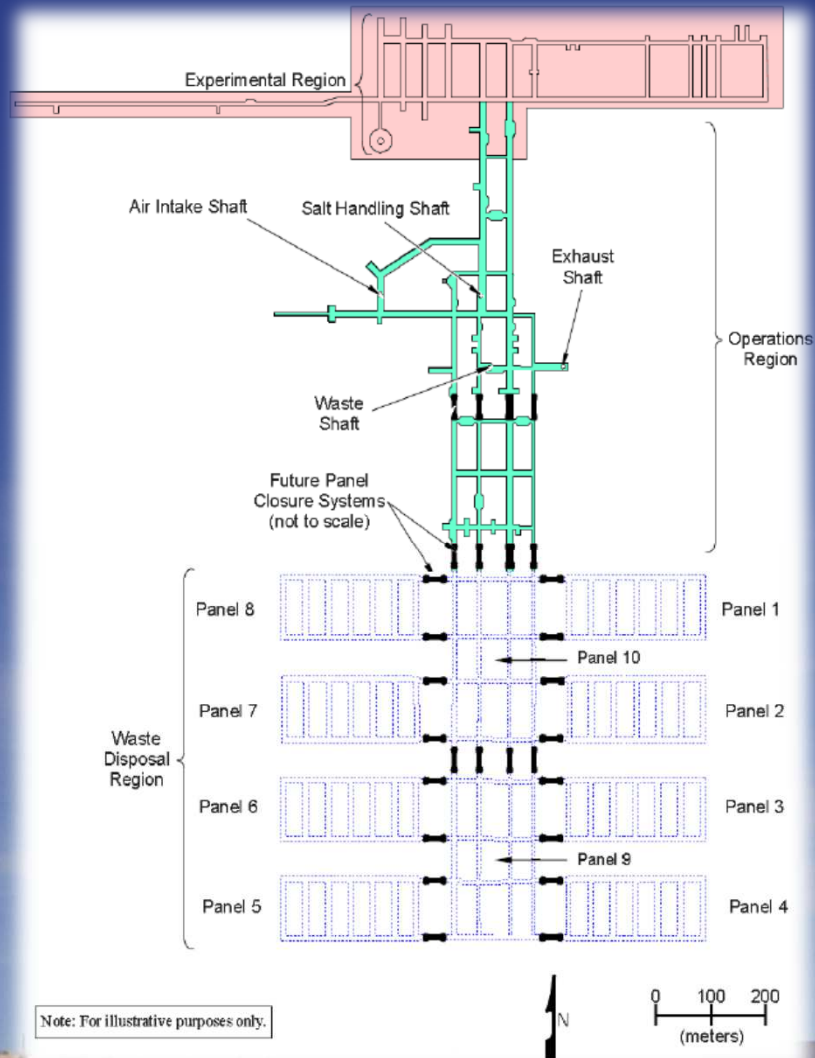 Experimental Region
Air Intake Shaft
Salt Handling Shaft
Exhaust
Shaft
Operations
Region
Waste
Shaft
Future Panel
Closure Systems
(not to scale)
Panel 8
Panel 1
Panel 10
Panel 7
Panel 2
Waste
Disposal
Region
Panel 6
Panel 3
Panel 9
Panel 5
Panel 4
N
0 100 200
(meters)
Note: For illustrative purposes only.